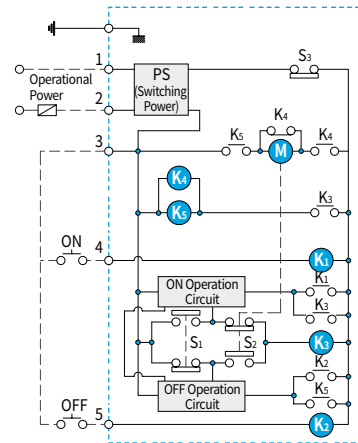 1
S3
Operational
Power
PS
(Switching
Power)
2
K4
3
K5
M
K4
K4
K5
K3
ON
4
K1
ON Operation
Circuit
K1
K3
S1
S2
K3
K2
OFF Operation
Circuit
K5
OFF
5
K2